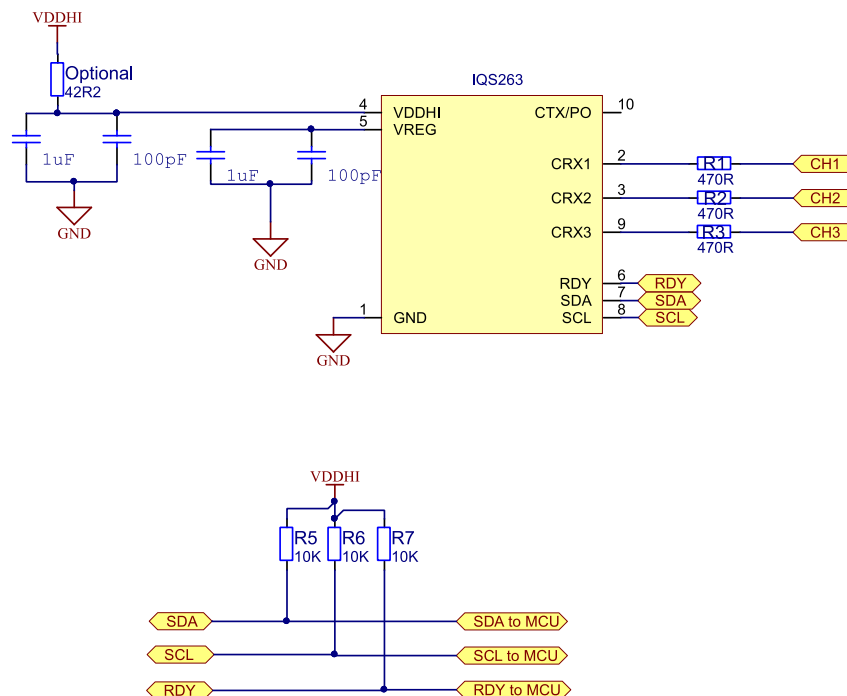 VDDHI
Optional
42R2
1uF
100pF
GND
1uF
100pF
GND
GND
IQS263
4
VDDHI
5
VREG
1
GND
CTX/PO
10
CRX1
2
R1
470R
CH1
CRX2
3
R2
470R
CH2
CRX3
9
R3
470R
CH3
RDY
6
RDY
SDA
7
SDA
SCL
8
SCL
VDDHI
R5
10K
R6
10K
R7
10K
SDA
SDA to MCU
SCL
SCL to MCU
RDY
RDY to MCU